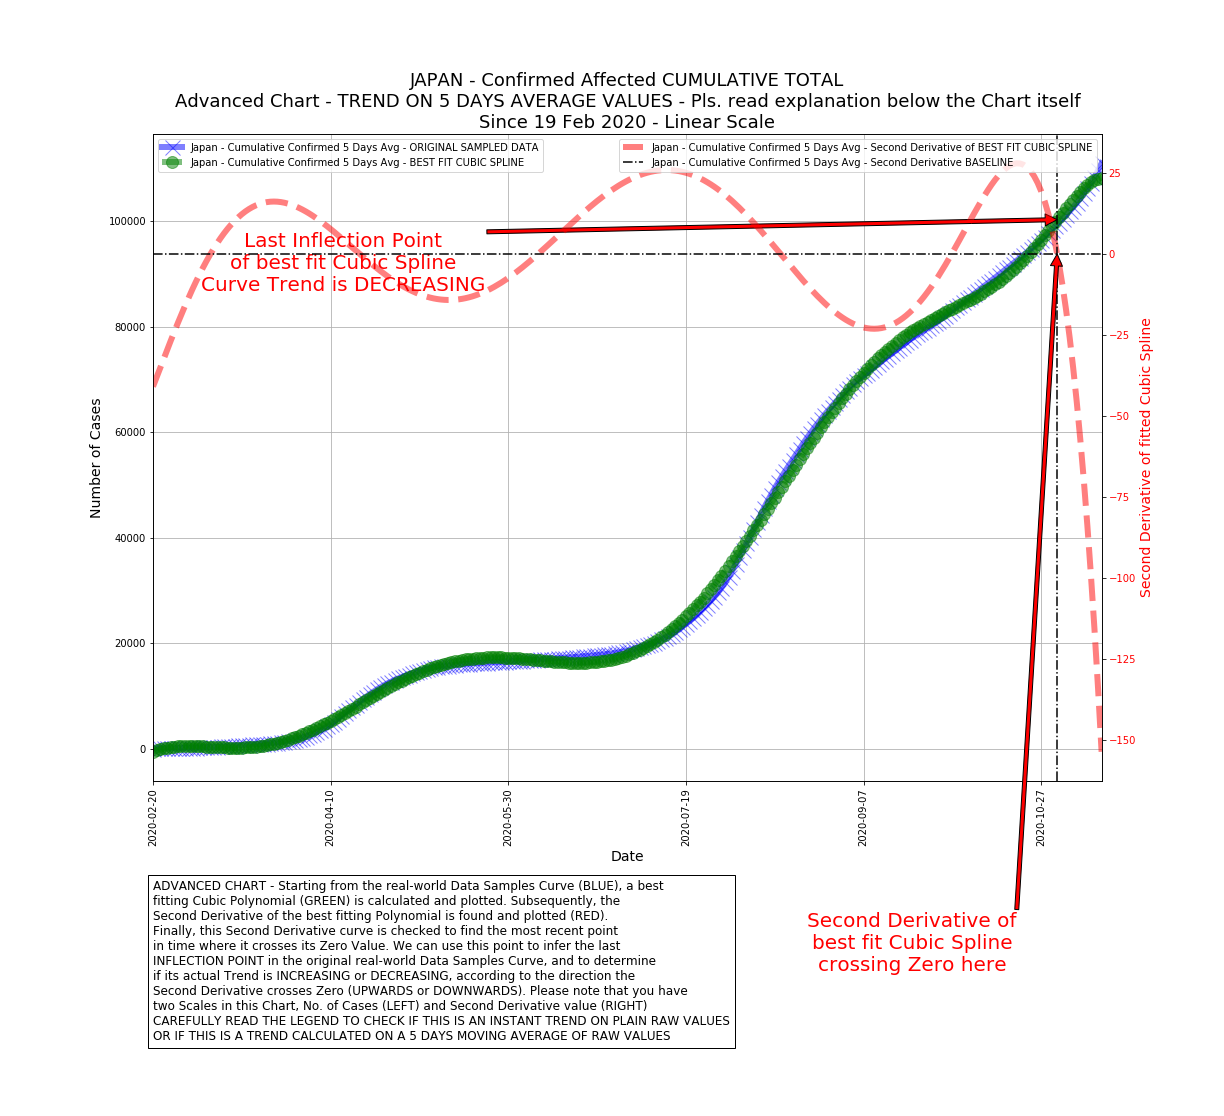 JAPAN - Confirmed Affected CUMULATIVE TOTAL
Advanced Chart - TREND ON 5 DAYS AVERAGE VALUES - Pls. read explanation below the Chart itself
Since 19 Feb 2020 - Linear Scale
Japan - Cumulative Confirmed 5 Days Avg - ORIGINAL SAMPLED DATA
Japan - Cumulative Confirmed 5 Days Avg - BEST FIT CUBIC SPLINE
Japan - Cumulative Confirmed 5 Days Avg - Second Derivative of BEST FIT CUBIC SPLINE
Japan - Cumulative Confirmed 5 Days Avg - Second Derivative BASELINE
Last Inflection Point
of best fit Cubic Spline
Curve Trend is DECREASING
Number of Cases
100000
80000
60000
40000
20000
0
25
0
−25
−50
−75
−100
−125
−150
Second Derivative of fitted Cubic Spline
2020-02-20
2020-04-10
2020-05-30
2020-07-19
2020-09-07
2020-10-27
Date
ADVANCED CHART - Starting from the real-world Data Samples Curve (BLUE), a best
fitting Cubic Polynomial (GREEN) is calculated and plotted. Subsequently, the
Second Derivative of the best fitting Polynomial is found and plotted (RED).
Finally, this Second Derivative curve is checked to find the most recent point
in time where it crosses its Zero Value. We can use this point to infer the last
INFLECTION POINT in the original real-world Data Samples Curve, and to determine
if its actual Trend is INCREASING or DECREASING, according to the direction the
Second Derivative crosses Zero (UPWARDS or DOWNWARDS). Please note that you have
two Scales in this Chart, No. of Cases (LEFT) and Second Derivative value (RIGHT)
CAREFULLY READ THE LEGEND TO CHECK IF THIS IS AN INSTANT TREND ON PLAIN RAW VALUES
OR IF THIS IS A TREND CALCULATED ON A 5 DAYS MOVING AVERAGE OF RAW VALUES
Second Derivative of
best fit Cubic Spline
crossing Zero here